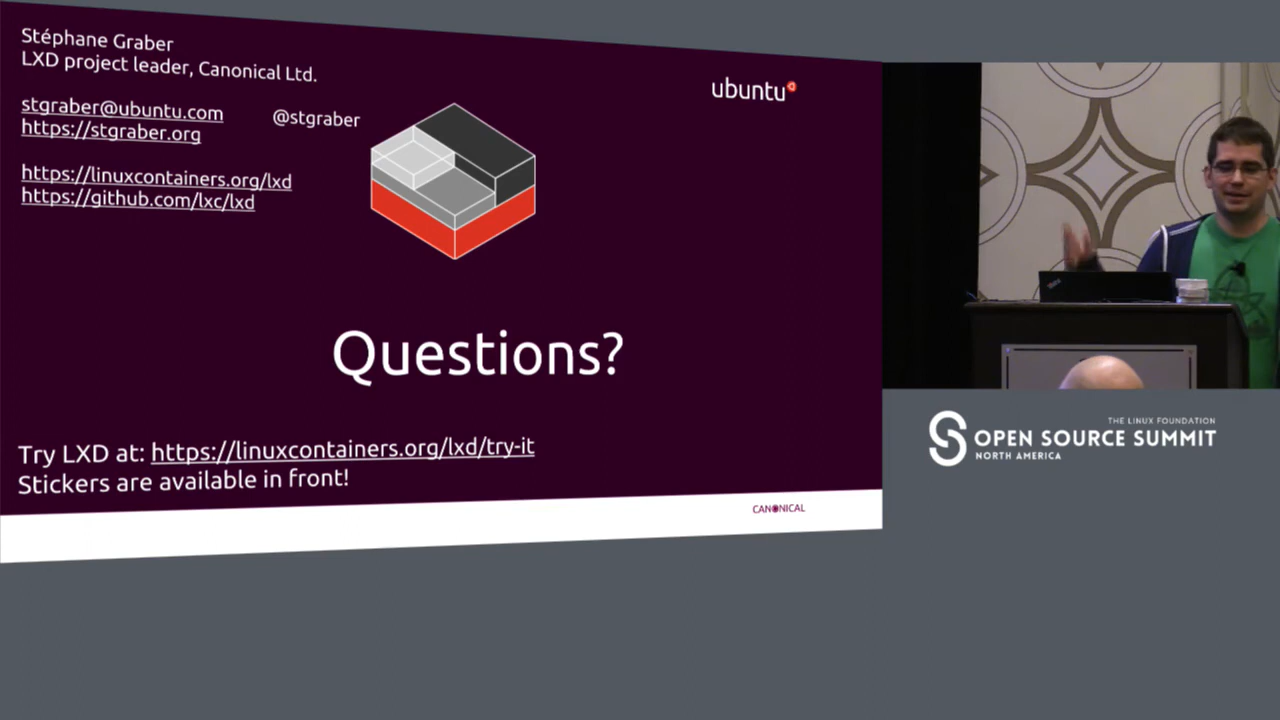 Stéphane Graber
LXD project leader, Canonical Ltd.
stgraber@ubuntu.com @stgraber
https://stgraber.org
https://linuxcontainers.org/lxd
https://github.com/lxc/lxd
ubuntu
Questions?
Try LXD at: https://linuxcontainers.org/lxd/try-it
Stickers are available in front!
CANONICAL
THE LINUX FOUNDATION
OPEN SOURCE SUMMIT
NORTH AMERICA